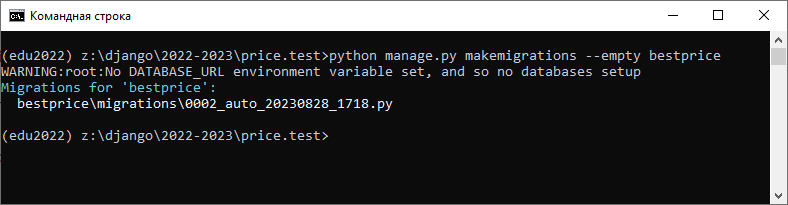 Командная строка
(edu2022) z:\django\2022-2023\price.test>python manage.py makemigrations --empty bestprice
WARNING:root:No DATABASE_URL environment variable set, and so no databases setup
Migrations for 'bestprice':
  bestprice\migrations\0002_auto_20230828_1718.py
(edu2022) z:\django\2022-2023\price.test>